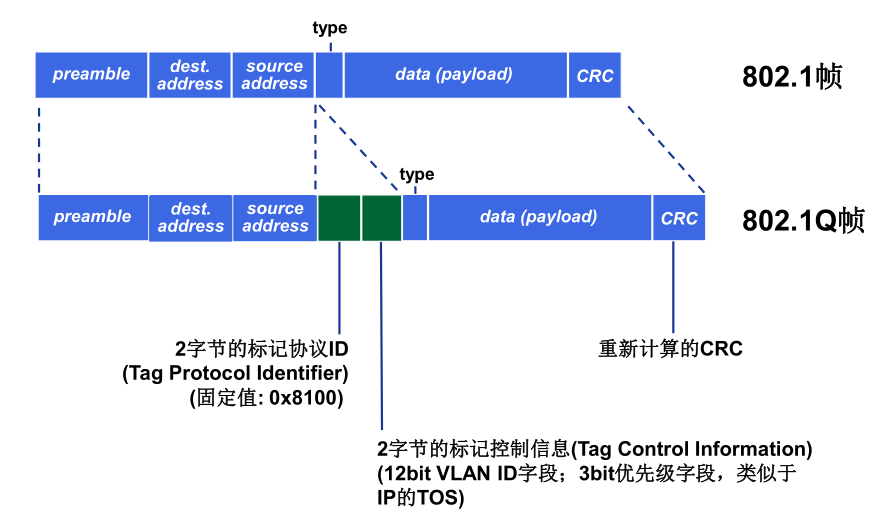 type
preamble
dest.
address
source
address
data (payload)
CRC
802.1帧
type
preamble
dest.
address
source
address
data (payload)
CRC
802.1Q帧
2字节的标记协议ID
(Tag Protocol Identifier)
(固定值: 0x8100)
重新计算的CRC
2字节的标记控制信息(Tag Control Information)
(12bit VLAN ID字段；3bit优先级字段，类似于
IP的TOS)